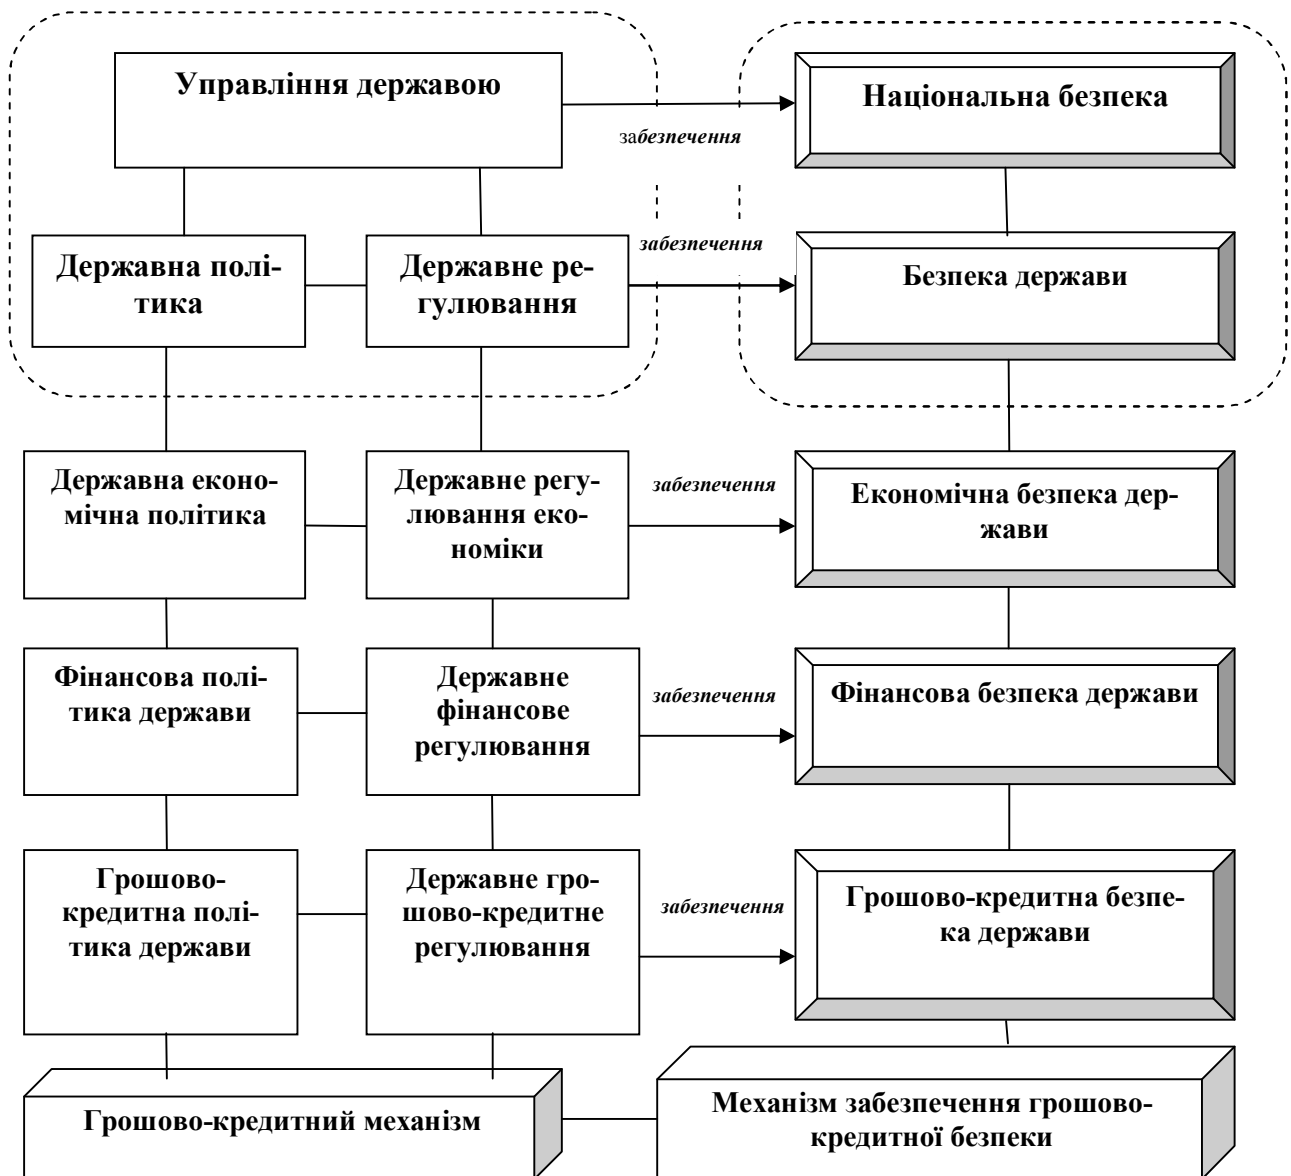 Управління державою
Національна безпека
забезпечення
Державна полі-
тика
Державне ре-
гулювання
забезпечення
Безпека держави
Державна еконо-
мічна політика
Державне регу-
лювання еко-
номіки
забезпечення
Економічна безпека дер-
жави
Фінансова полі-
тика держави
Державне
фінансове
регулювання
забезпечення
Фінансова безпека держави
Грошово-
кредитна полі-
тика держави
Державне гро-
шово-кредитне
регулювання
забезпечення
Грошово-кредитна безпе-
ка держави
Грошово-кредитний механізм
Механізм забезпечення грошово-
кредитної безпеки